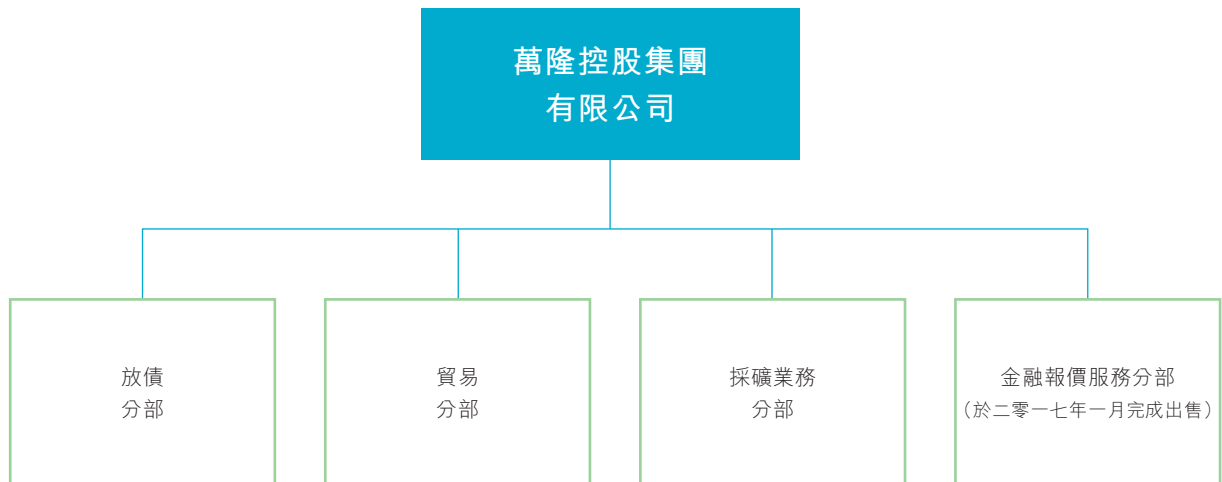 萬隆控股集團
有限公司
放債
分部
貿易
分部
採礦業務
分部
金融報價服務分部
（於二零一七年一月完成出售）